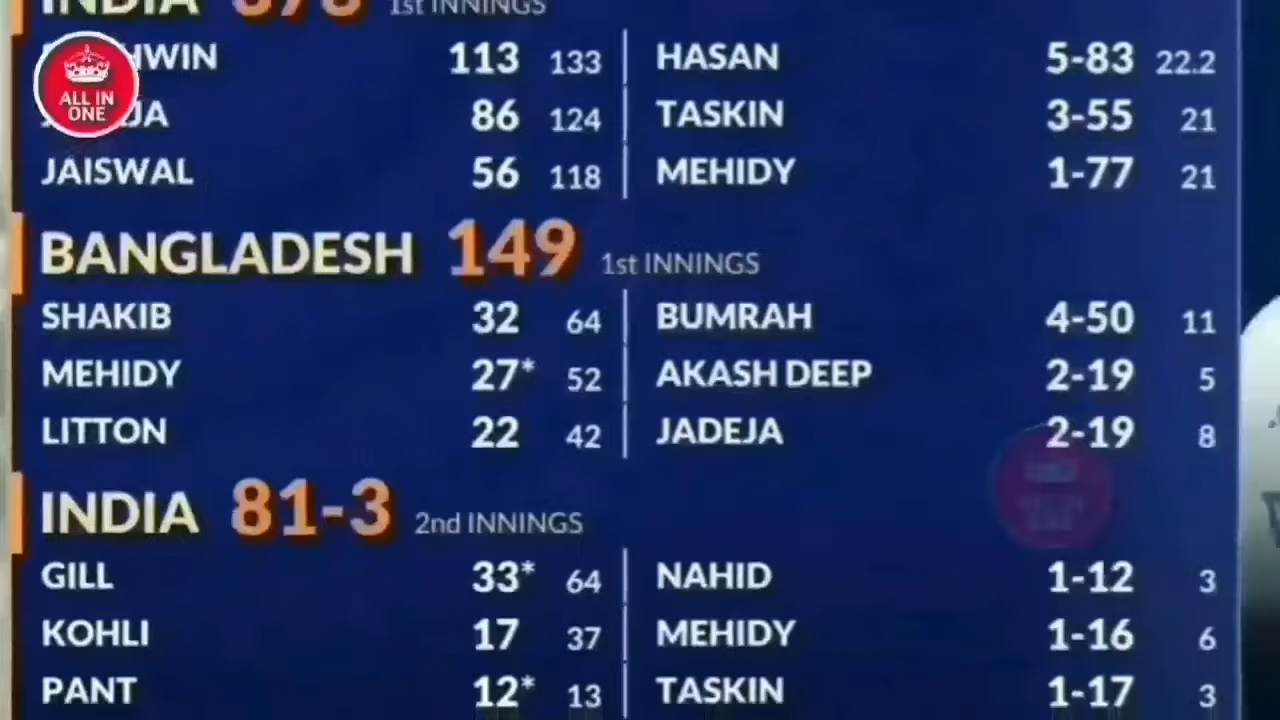 INDIA 1st INNINGS
113 133 HASAN 5-83 22.2
86 124 TASKIN 3-55 21
JAISWAL 56 118 MEHIDY 1-77 21
BANGLADESH 149 1st INNINGS
SHAKIB 32 64 BUMRAH 4-50 11
MEHIDY 27* 52 AKASH DEEP 2-19 5
LITTON 22 42 JADEJA 2-19 8
INDIA 81-3 2nd INNINGS
GILL 33* 64 NAHID 1-12 3
KOHLI 17 37 MEHIDY 1-16 6
PANT 12* 13 TASKIN 1-17 3
ALL IN
ONE